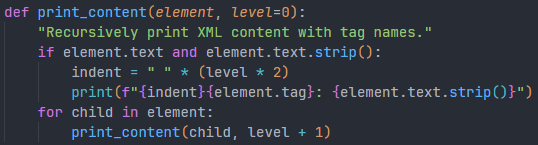 def print_content(element, level=0):
    "Recursively print XML content with tag names."
    if element.text and element.text.strip():
        indent = " " * (level * 2)
        print(f"{indent}{element.tag}: {element.text.strip()}")
    for child in element:
        print_content(child, level + 1)